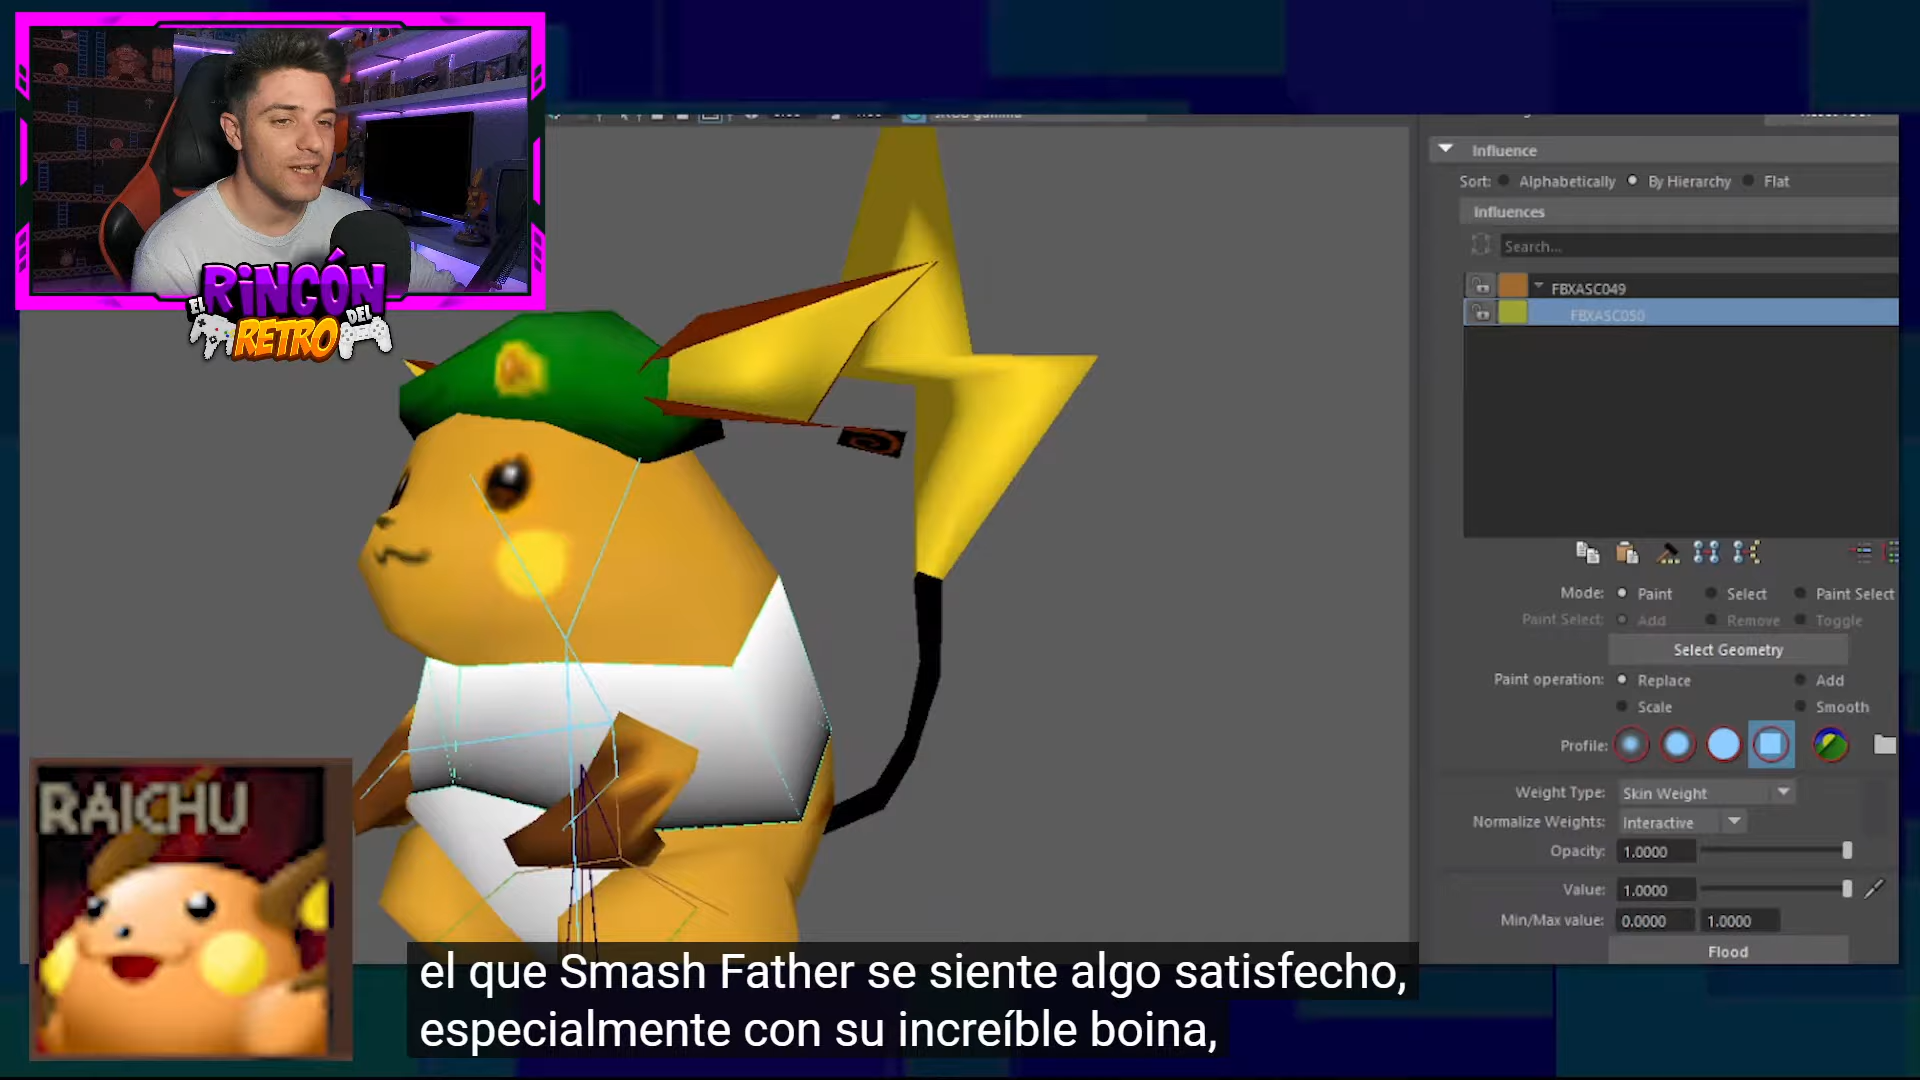 EL RINCÓN
DEL
RETRO
Influence
Sort: Alphabetically By Hierarchy Flat
Influences
Search...
FBXASC049
FBXASC050
Mode: Paint Select Paint Select
Paint Select: Add Remove Toggle
Select Geometry
Paint operation: Replace Add
Scale Smooth
Profile:
Weight Type: Skin Weight
Normalize Weights: Interactive
Opacity: 1.0000
Value: 1.0000
Min/Max value: 0.0000 1.0000
Flood
RAICHU
el que Smash Father se siente algo satisfecho,
especialmente con su increíble boina,